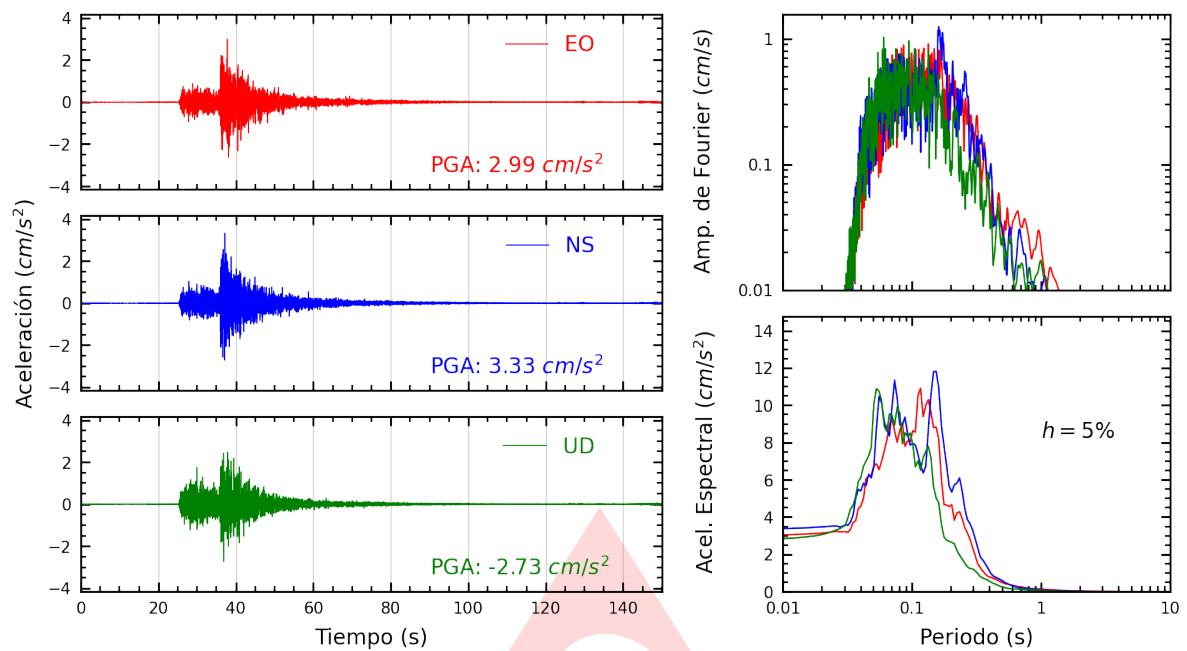 Aceleración (cm/s²)
4
2
0
−2
−4
EO
PGA: 2.99 cm/s²
4
2
0
−2
−4
NS
PGA: 3.33 cm/s²
4
2
0
−2
−4
UD
PGA: -2.73 cm/s²
0 20 40 60 80 100 120 140
Tiempo (s)
Amp. de Fourier (cm/s)
1
0.1
0.01
Acel. Espectral (cm/s²)
14
12
10
8
6
4
2
0
h = 5%
0.01 0.1 1 10
Periodo (s)